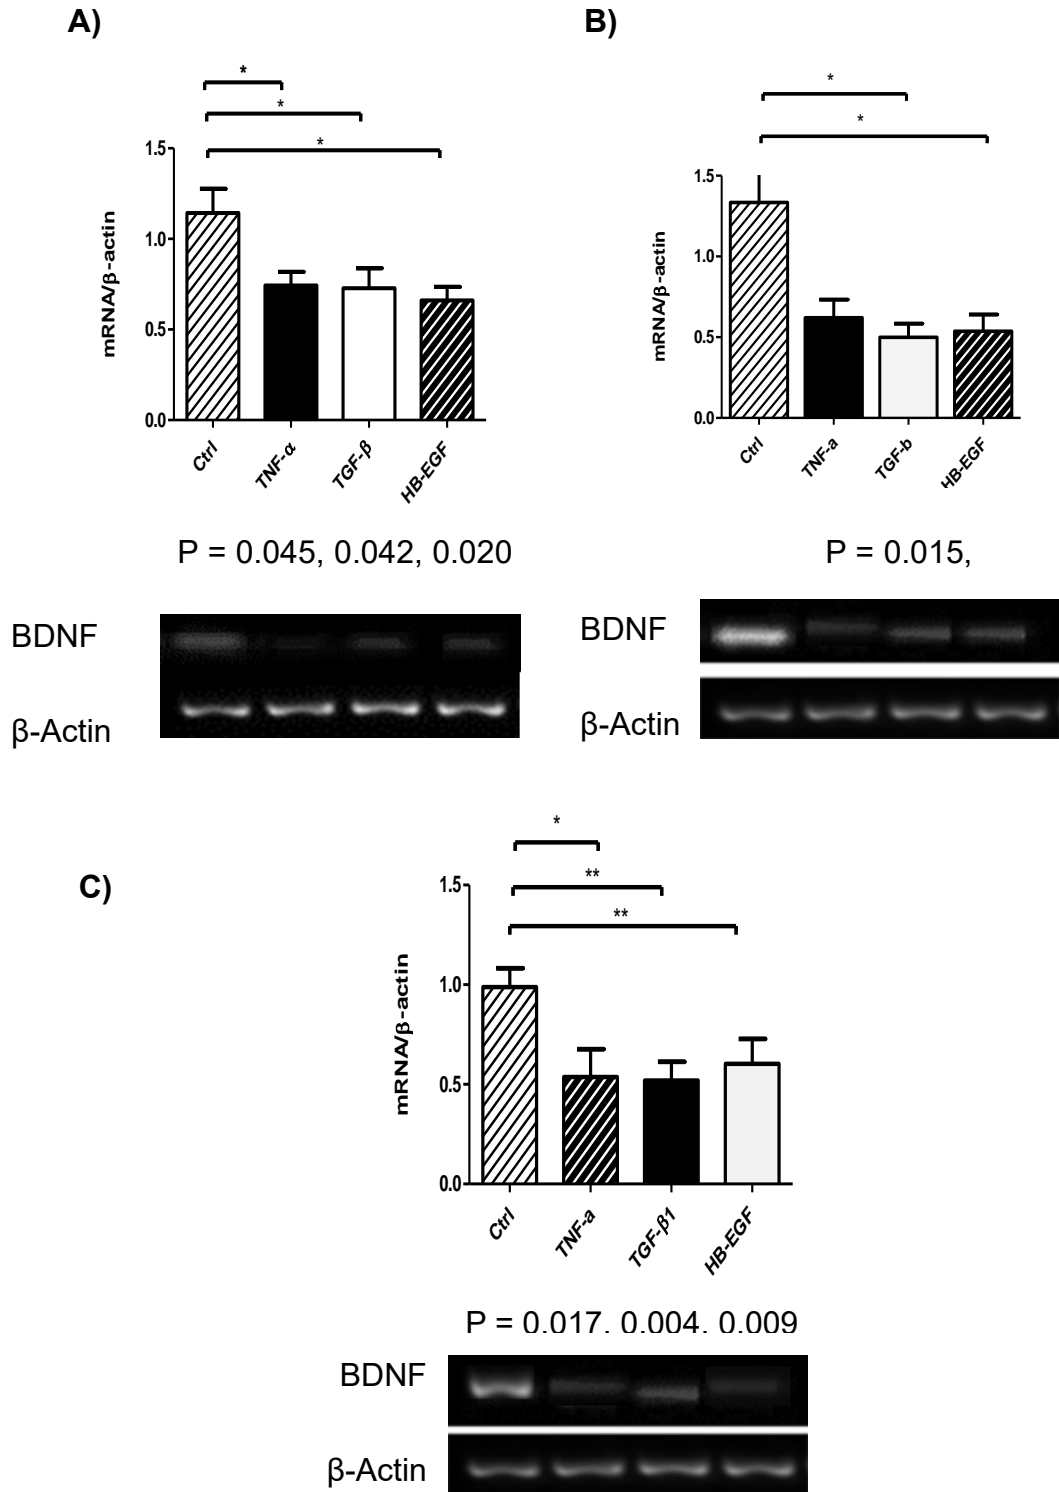 A)
*
*
*
1.5
1.0
0.5
0.0
mRNA/β-actin
Ctrl
TNF-α
TGF-β
HB-EGF
P = 0.045, 0.042, 0.020
BDNF
β-Actin
B)
*
*
1.5
1.0
0.5
0.0
mRNA/β-actin
Ctrl
TNF-a
TGF-b
HB-EGF
P = 0.015,
BDNF
β-Actin
C)
*
**
**
1.5
1.0
0.5
0.0
mRNA/β-actin
Ctrl
TNF-a
TGF-β1
HB-EGF
P = 0.017, 0.004, 0.009
BDNF
β-Actin